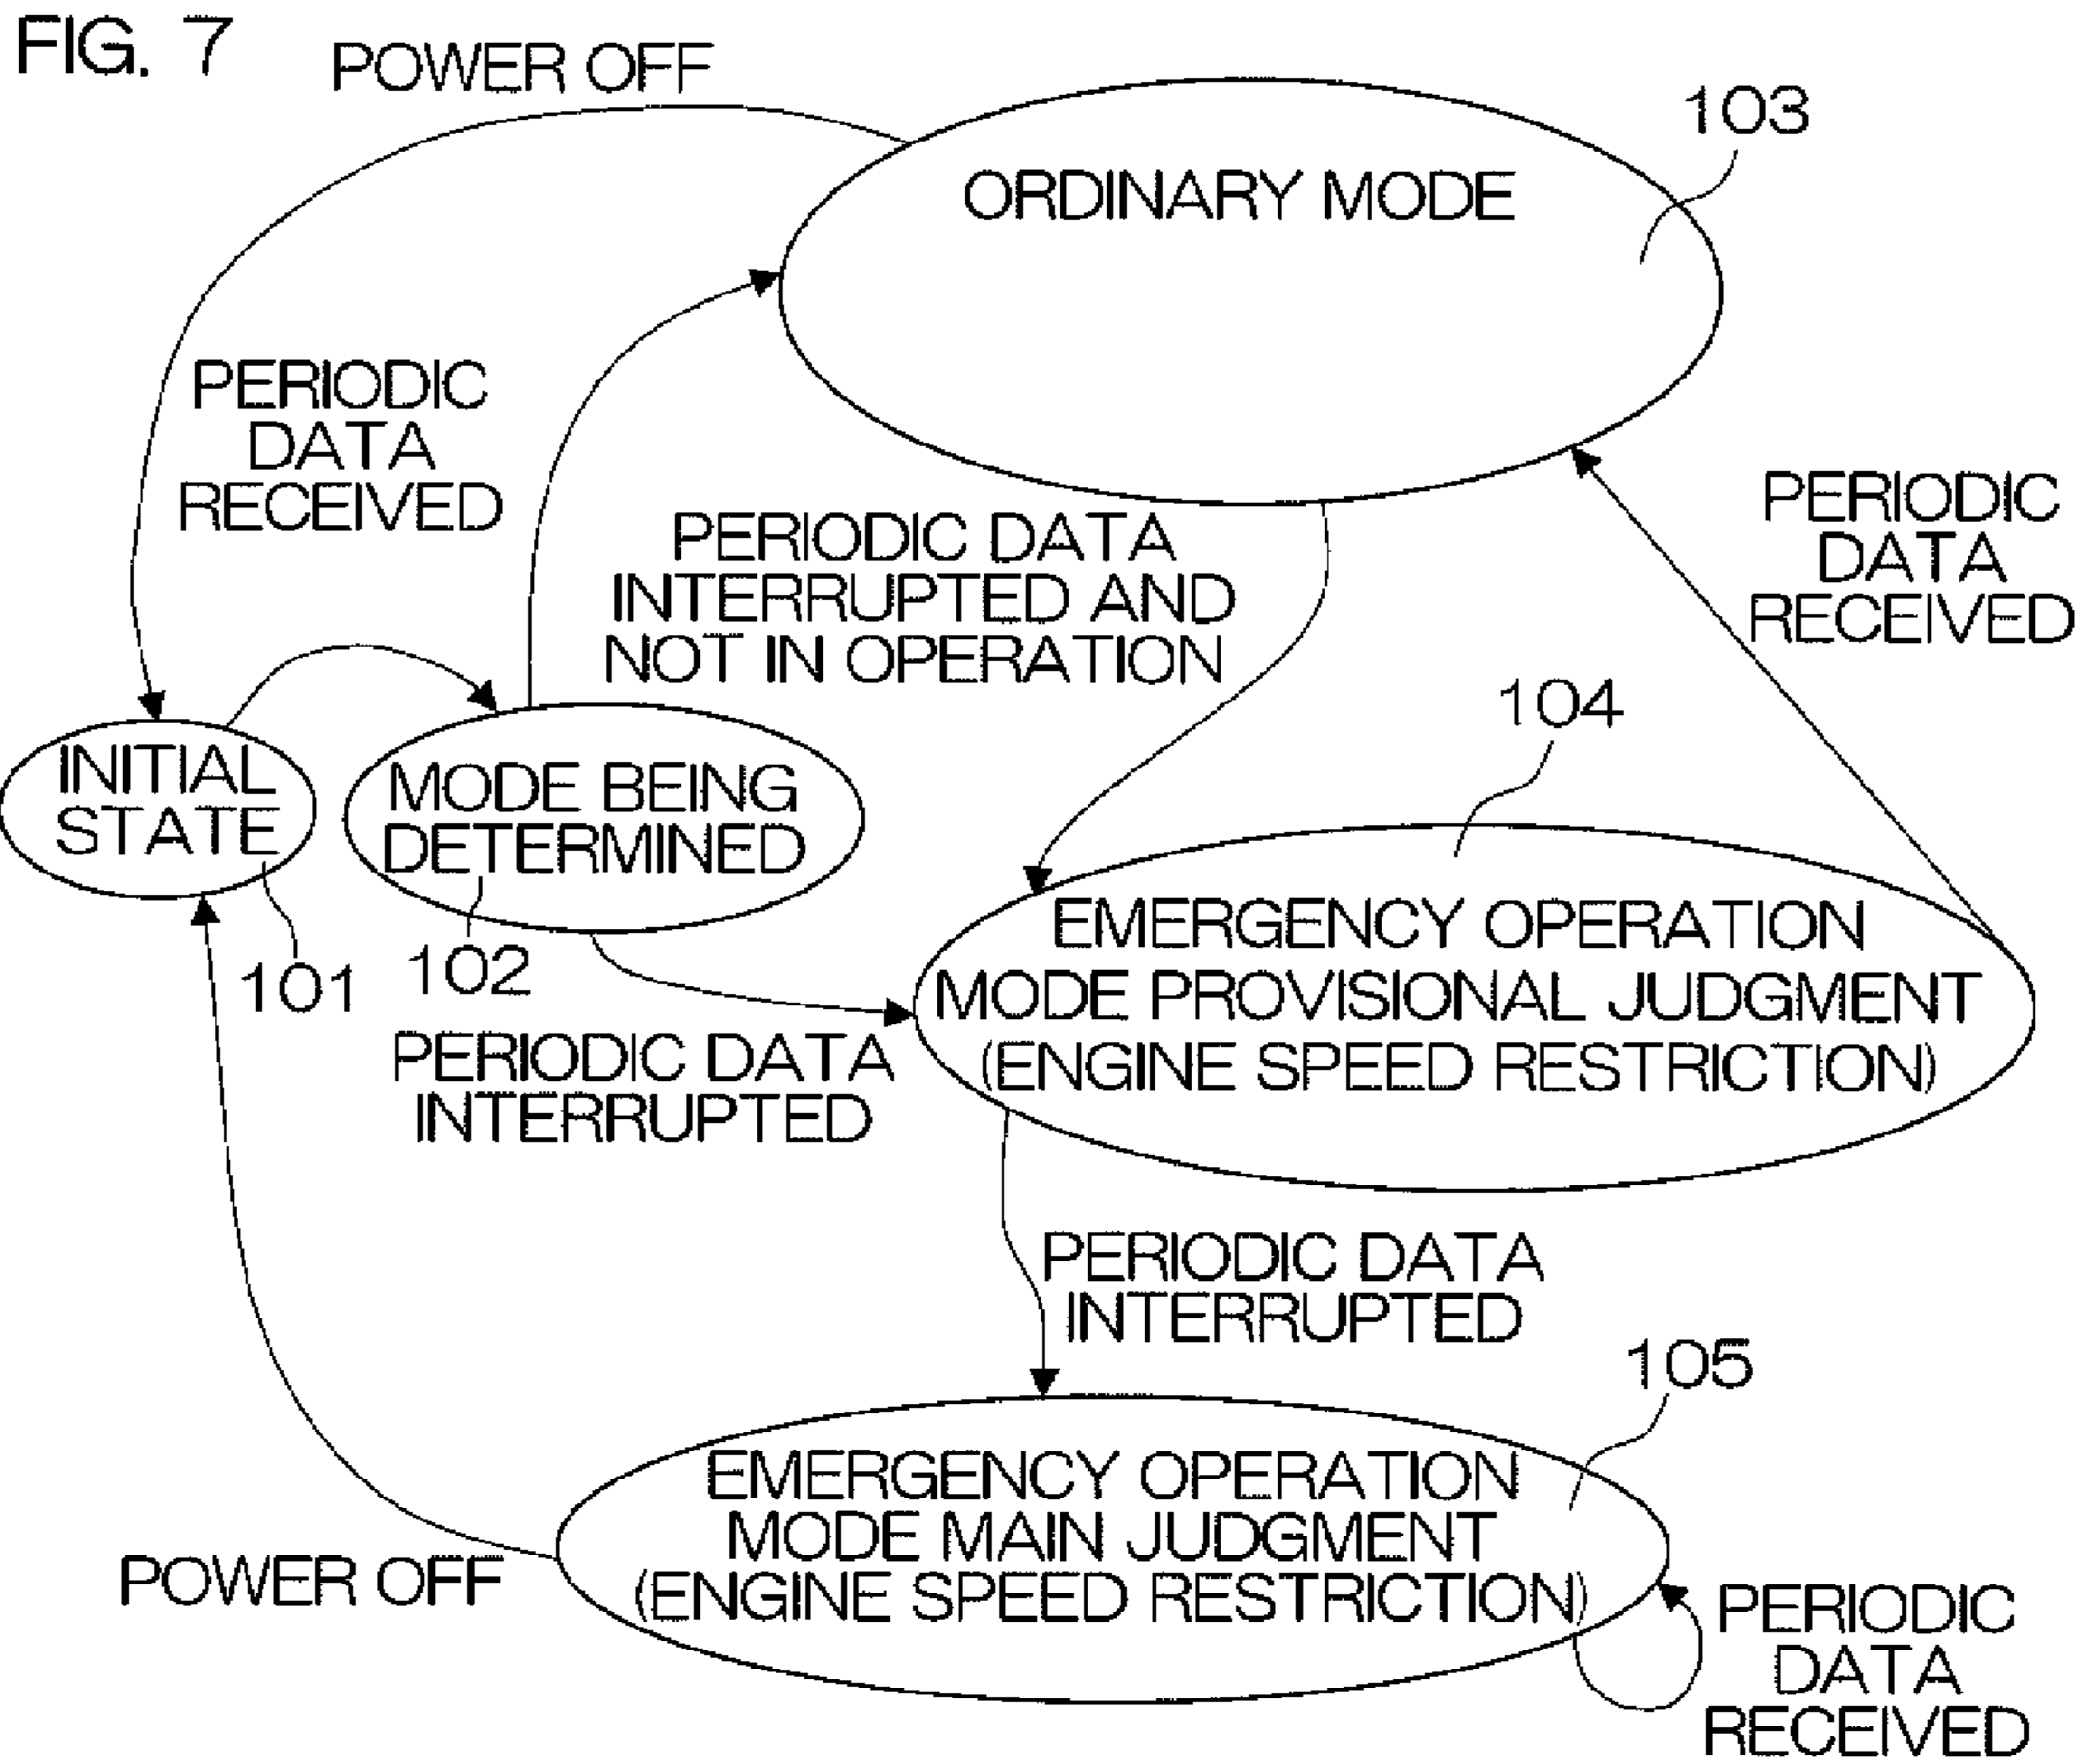 FIG. 7
POWER OFF
103
ORDINARY MODE
PERIODIC
DATA
RECEIVED
PERIODIC DATA
INTERRUPTED AND
NOT IN OPERATION
PERIODIC
DATA
RECEIVED
104
INITIAL
STATE
101
MODE BEING
DETERMINED
102
EMERGENCY OPERATION
MODE PROVISIONAL JUDGMENT
(ENGINE SPEED RESTRICTION)
PERIODIC DATA
INTERRUPTED
PERIODIC DATA
INTERRUPTED
105
EMERGENCY OPERATION
MODE MAIN JUDGMENT
(ENGINE SPEED RESTRICTION)
POWER OFF
PERIODIC
DATA
RECEIVED